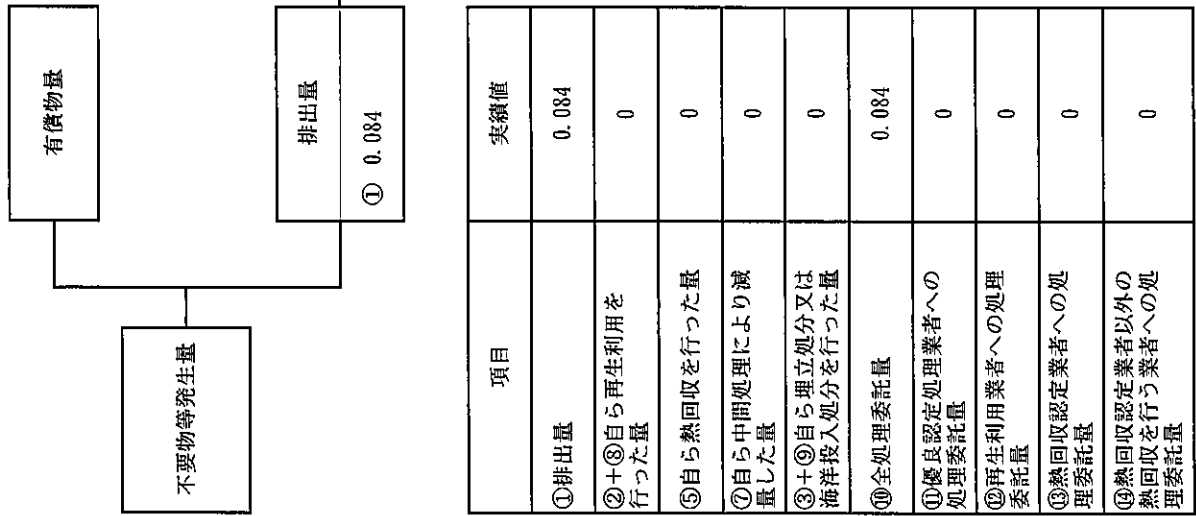 不要物等発生量
有償物量
排出量
① 0.084
項目
実績値
①排出量
0.084
②+⑧自ら再生利用を
行った量
0
⑤自ら熱回収を行った量
0
⑦自ら中間処理により減
量した量
0
③+⑨自ら埋立処分又は
海洋投入処分を行った量
0
⑩全処理委託量
0.084
⑪優良認定処理業者への
処理委託量
0
⑫再生利用業者への処理
委託量
0
⑬熱回収認定業者への処
理委託量
0
⑭熱回収認定業者以外の
熱回収を行う業者への処
理委託量
0